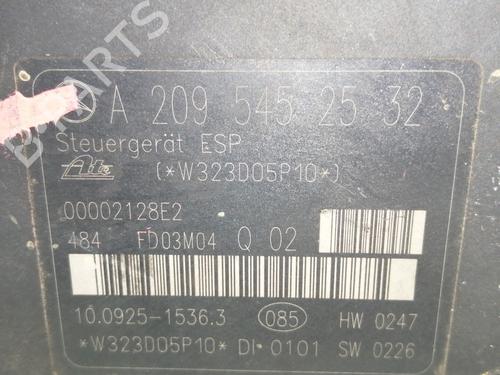 A 209 545 25 32
Steuergerät ESP
Ate (*W323D05P10*)
00002128E2
484 FD03M04 Q 02
10.0925-1536.3 085 HW 0247
*W323D05P10* DI 0101 SW 0226